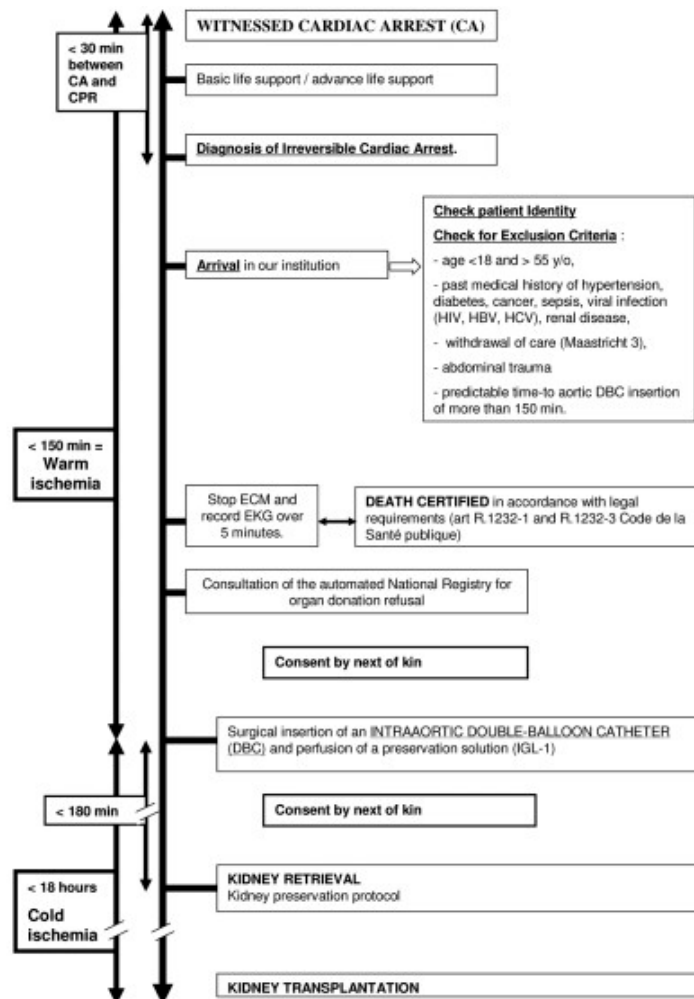 WITNESSED CARDIAC ARREST (CA)
< 30 min
between
CA and
CPR
Basic life support / advance life support
Diagnosis of Irreversible Cardiac Arrest.
Arrival in our institution
Check patient Identity
Check for Exclusion Criteria :
- age <18 and > 55 y/o,
- past medical history of hypertension,
diabetes, cancer, sepsis, viral infection
(HIV, HBV, HCV), renal disease,
- withdrawal of care (Maastricht 3),
- abdominal trauma
- predictable time-to aortic DBC insertion
of more than 150 min.
< 150 min =
Warm
ischemia
Stop ECM and
record EKG over
5 minutes.
DEATH CERTIFIED in accordance with legal
requirements (art R.1232-1 and R.1232-3 Code de la
Santé publique)
Consultation of the automated National Registry for
organ donation refusal
Consent by next of kin
Surgical insertion of an INTRAAORTIC DOUBLE-BALLOON CATHETER
(DBC) and perfusion of a preservation solution (IGL-1)
< 180 min
Consent by next of kin
< 18 hours
Cold
ischemia
KIDNEY RETRIEVAL
Kidney preservation protocol
KIDNEY TRANSPLANTATION